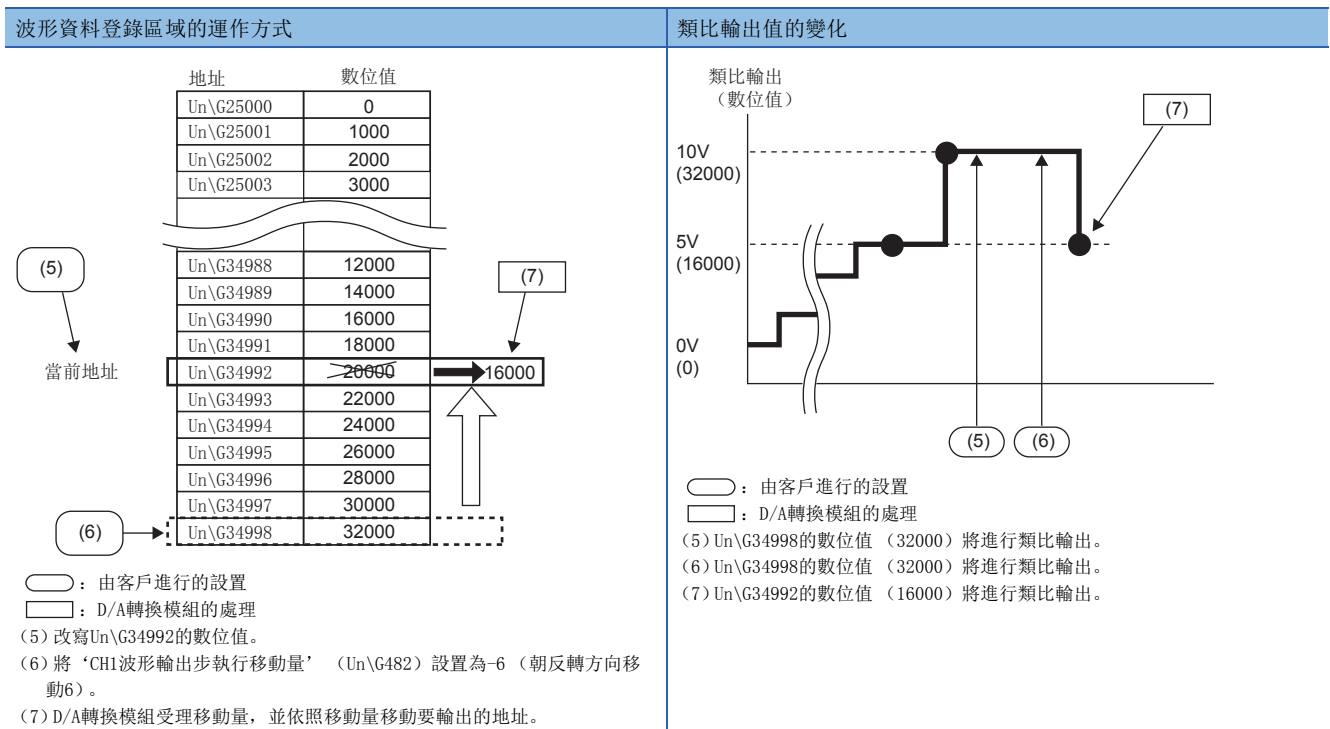 波形資料登錄區域的運作方式
地址 數位值
Un\G25000 0
Un\G25001 1000
Un\G25002 2000
Un\G25003 3000
Un\G34988 12000
Un\G34989 14000
Un\G34990 16000
Un\G34991 18000
Un\G34992 20000 16000
Un\G34993 22000
Un\G34994 24000
Un\G34995 26000
Un\G34996 28000
Un\G34997 30000
Un\G34998 32000
(5)
當前地址
(7)
(6)
：由客戶進行的設置
：D/A轉換模組的處理
(5)改寫Un\G34992的數位值。
(6)將‘CH1波形輸出步執行移動量’（Un\G482）設置為-6（朝反轉方向移
動6）。
(7)D/A轉換模組受理移動量，並依照移動量移動要輸出的地址。
類比輸出值的變化
類比輸出
（數位值）
(7)
10V
(32000)
5V
(16000)
0V
(0)
(5) (6)
：由客戶進行的設置
：D/A轉換模組的處理
(5)Un\G34998的數位值（32000）將進行類比輸出。
(6)Un\G34998的數位值（32000）將進行類比輸出。
(7)Un\G34992的數位值（16000）將進行類比輸出。